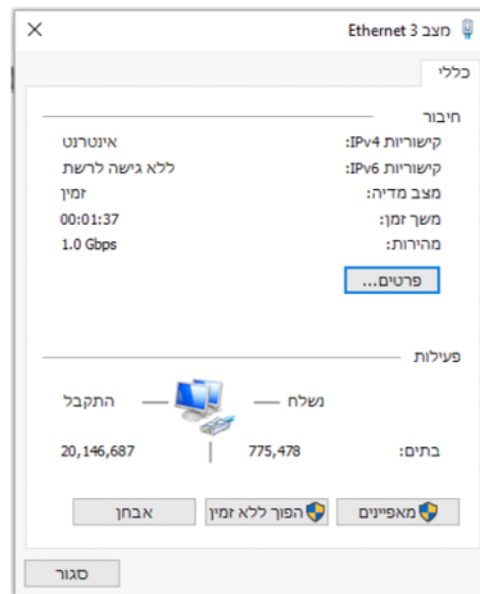 מצב Ethernet 3
כללי
חיבור
קישוריות IPv4: אינטרנט
קישוריות IPv6: ללא גישה לרשת
מצב מדיה: זמין
משך זמן: 00:01:37
מהירות: 1.0 Gbps
פרטים...
פעילות
נשלח — התקבל
בתים: 775,478 | 20,146,687
מאפיינים הפוך ללא זמין אבחן
סגור